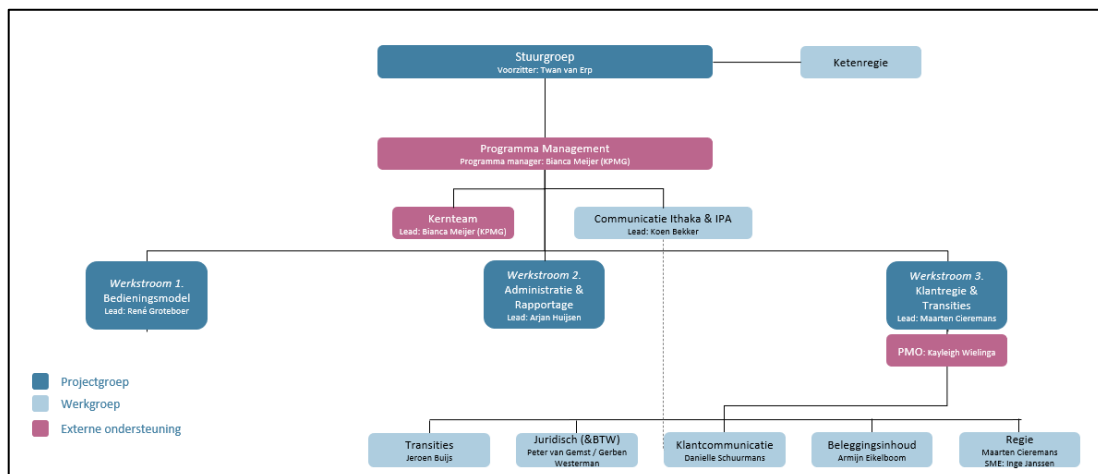 Stuurgroep
Voorzitter: Twan van Erp
Ketenregie
Programma Management
Programma manager: Bianca Meijer (KPMG)
Kernteam
Lead: Bianca Meijer (KPMG)
Communicatie Ithaka & IPA
Lead: Koen Bekker
Werkstroom 1.
Bedieningsmodel
Lead: René Groteboer
Werkstroom 2.
Administratie &
Rapportage
Lead: Arjan Huijsen
Werkstroom 3.
Klantregie &
Transities
Lead: Maarten Cieremans
PMO: Kayleigh Wielinga
Projectgroep
Werkgroep
Externe ondersteuning
Transities
Jeroen Buijs
Juridisch (&BTW)
Peter van Gemst / Gerben
Westerman
Klantcommunicatie
Danielle Schuurmans
Beleggingsinhoud
Armijn Eikelboom
Regie
Maarten Cieremans
SME: Inge Janssen